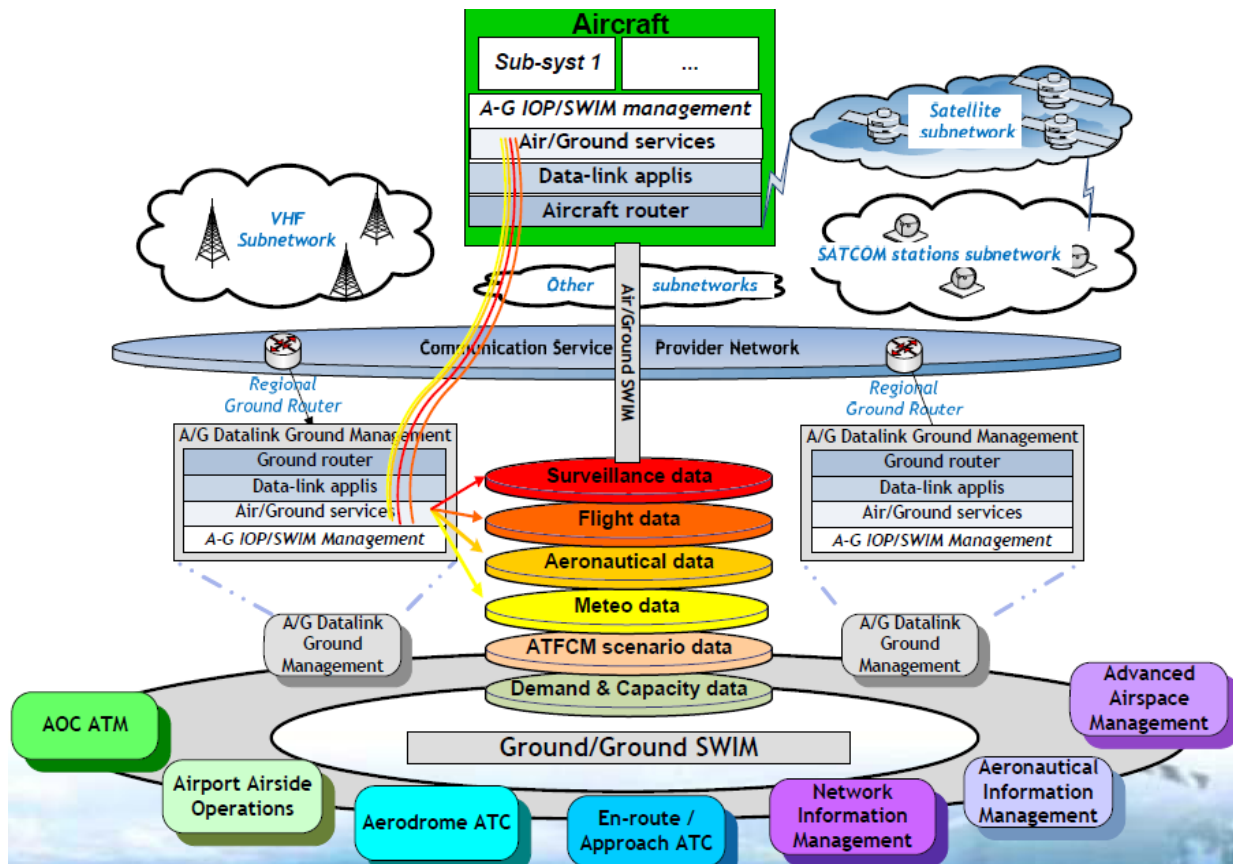 Aircraft
Sub-syst 1
...
A-G IOP/SWIM management
Air/Ground services
Data-link applis
Aircraft router
Satellite
subnetwork
VHF
Subnetwork
SATCOM stations subnetwork
Other subnetworks
Air/Ground SWIM
Communication Service Provider Network
Regional
Ground Router
Regional
Ground Router
A/G Datalink Ground Management
Ground router
Data-link applis
Air/Ground services
A-G IOP/SWIM Management
A/G Datalink Ground Management
Ground router
Data-link applis
Air/Ground services
A-G IOP/SWIM Management
Surveillance data
Flight data
Aeronautical data
Meteo data
ATFCM scenario data
Demand & Capacity data
A/G Datalink
Ground
Management
A/G Datalink
Ground
Management
Ground/Ground SWIM
AOC ATM
Airport Airside
Operations
Aerodrome ATC
En-route /
Approach ATC
Network
Information
Management
Aeronautical
Information
Management
Advanced
Airspace
Management